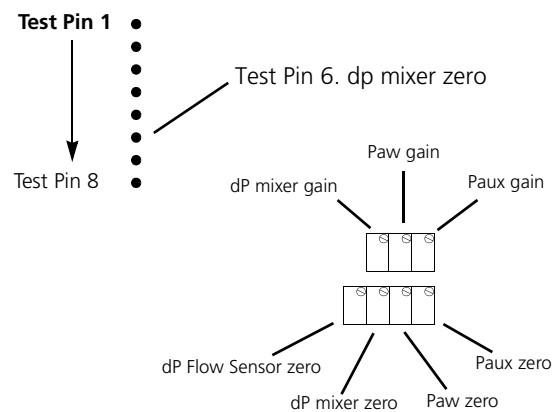 Test Pin 1
Test Pin 6. dp mixer zero
Test Pin 8
Paw gain
dP mixer gain
Paux gain
dP Flow Sensor zero
Paux zero
dP mixer zero
Paw zero